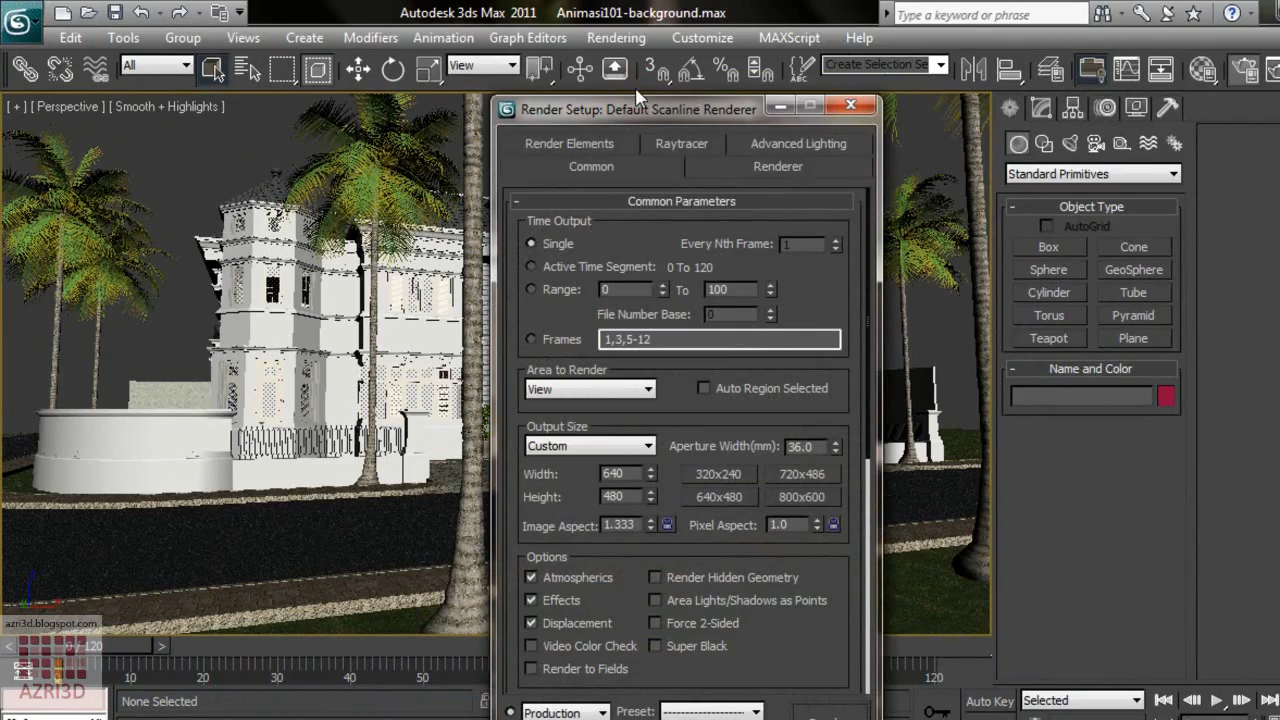 Autodesk 3ds Max 2011 Animasi101-background.max
Type a keyword or phrase
Edit Tools Group Views Create Modifiers Animation Graph Editors Rendering Customize MAXScript Help
All View 3 ABC Create Selection Se
[ + ] [ Perspective ] [ Smooth + Highlights ]
Render Setup: Default Scanline Renderer
Render Elements Raytracer Advanced Lighting
Common Renderer
- Common Parameters
Time Output
Single Every Nth Frame: 1
Active Time Segment: 0 To 120
Range: 0 To 100
File Number Base: 0
Frames 1,3,5-12
Area to Render
View Auto Region Selected
Output Size
Custom Aperture Width(mm): 36.0
Width: 640 320x240 720x486
Height: 480 640x480 800x600
Image Aspect: 1.333 Pixel Aspect: 1.0
Options
Atmospherics Render Hidden Geometry
Effects Area Lights/Shadows as Points
Displacement Force 2-Sided
Video Color Check Super Black
Render to Fields
Production Preset: --------------------
Standard Primitives
- Object Type
AutoGrid
Box Cone
Sphere GeoSphere
Cylinder Tube
Torus Pyramid
Teapot Plane
- Name and Color
azri3d.blogspot.com
< 0 / 120 >
10 20 30 40 50 120
AZRI3D
None Selected
Auto Key Selected